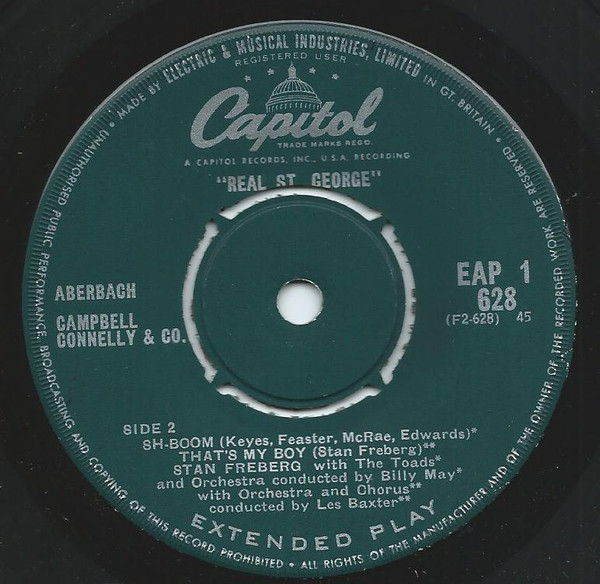 MADE BY ELECTRIC & MUSICAL INDUSTRIES, LIMITED IN GT. BRITAIN •
REGISTERED USER
Capitol
TRADE MARKS REGD.
A CAPITOL RECORDS, INC., U.S.A. RECORDING
"REAL ST. GEORGE"
ABERBACH
CAMPBELL
CONNELLY & CO.
EAP 1
628
(F2-628) 45
SIDE 2
SH-BOOM (Keyes, Feaster, McRae, Edwards)*
THAT'S MY BOY (Stan Freberg)**
STAN FREBERG with The Toads*
and Orchestra conducted by Billy May*
with Orchestra and Chorus**
conducted by Les Baxter**
EXTENDED PLAY
• ALL RIGHTS OF THE MANUFACTURER AND OF THE OWNER OF THE RECORDED WORK ARE RESERVED
• UNAUTHORISED PUBLIC PERFORMANCE, BROADCASTING AND COPYING OF THIS RECORD PROHIBITED